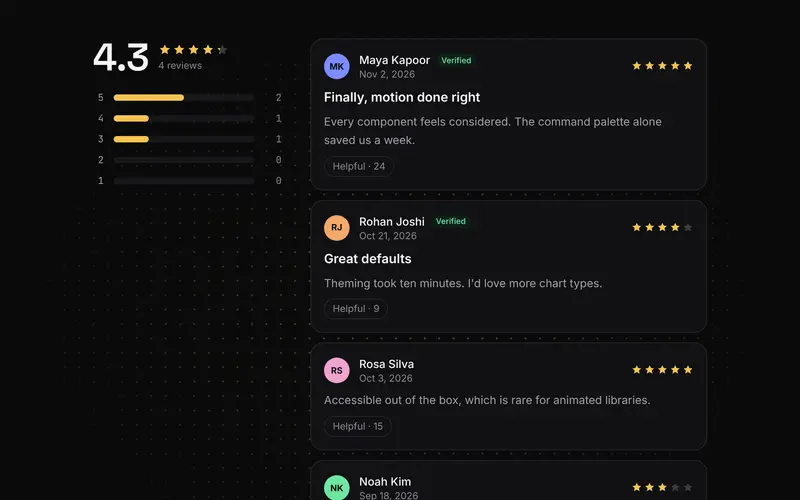 4.3
4 reviews
5 2
4 1
3 1
2 0
1 0
MK
Maya Kapoor Verified
Nov 2, 2026
Finally, motion done right
Every component feels considered. The command palette alone
saved us a week.
Helpful · 24
RJ
Rohan Joshi Verified
Oct 21, 2026
Great defaults
Theming took ten minutes. I'd love more chart types.
Helpful · 9
RS
Rosa Silva
Oct 3, 2026
Accessible out of the box, which is rare for animated libraries.
Helpful · 15
NK
Noah Kim
Sep 18, 2026